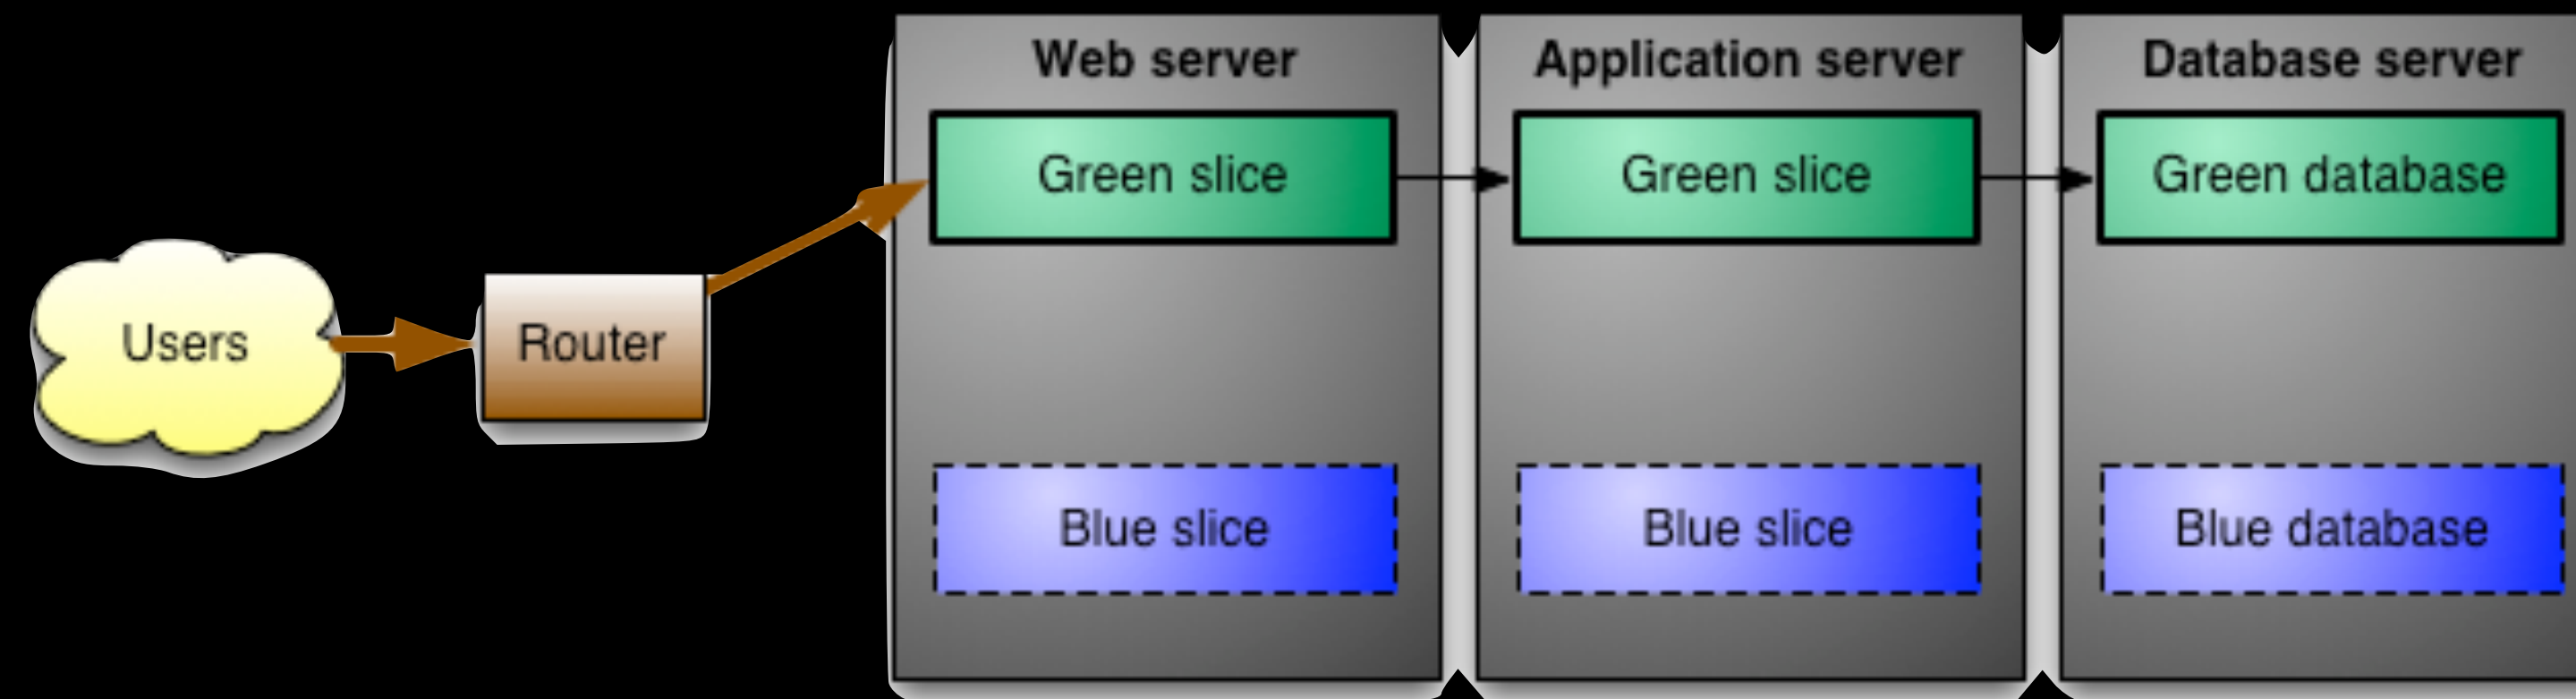 Web server
Application server
Database server
Green slice
Green slice
Green database
Users
Router
Blue slice
Blue slice
Blue database